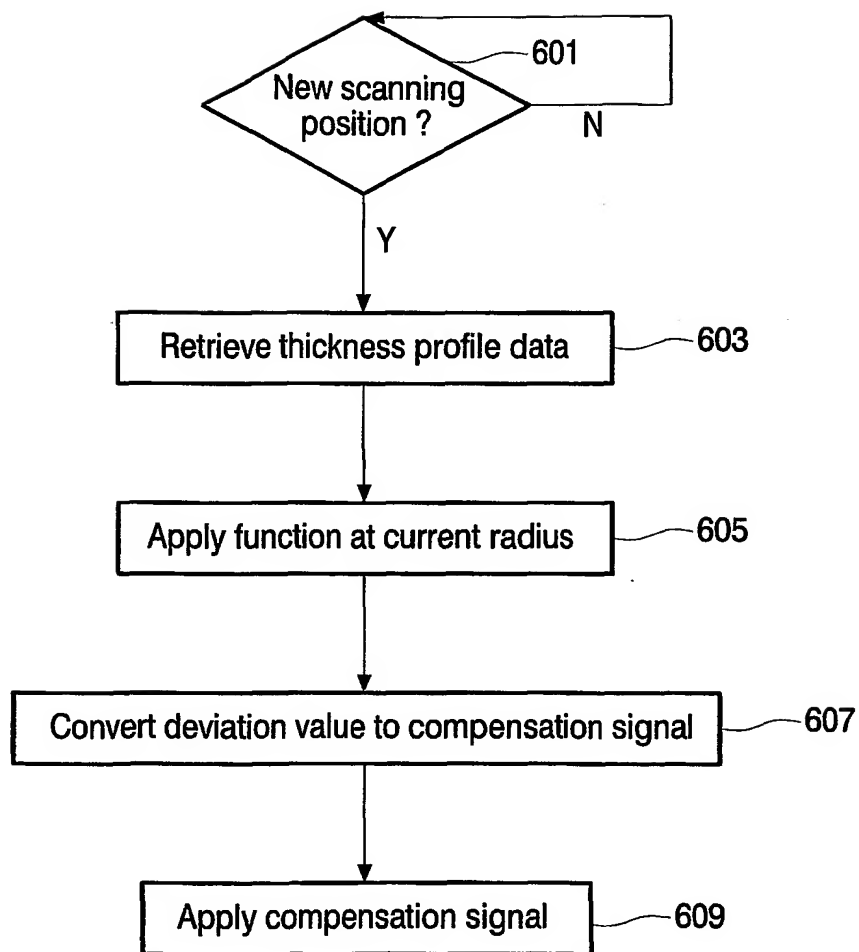 601
New scanning
position ?
N
Y
Retrieve thickness profile data
603
Apply function at current radius
605
Convert deviation value to compensation signal
607
Apply compensation signal
609